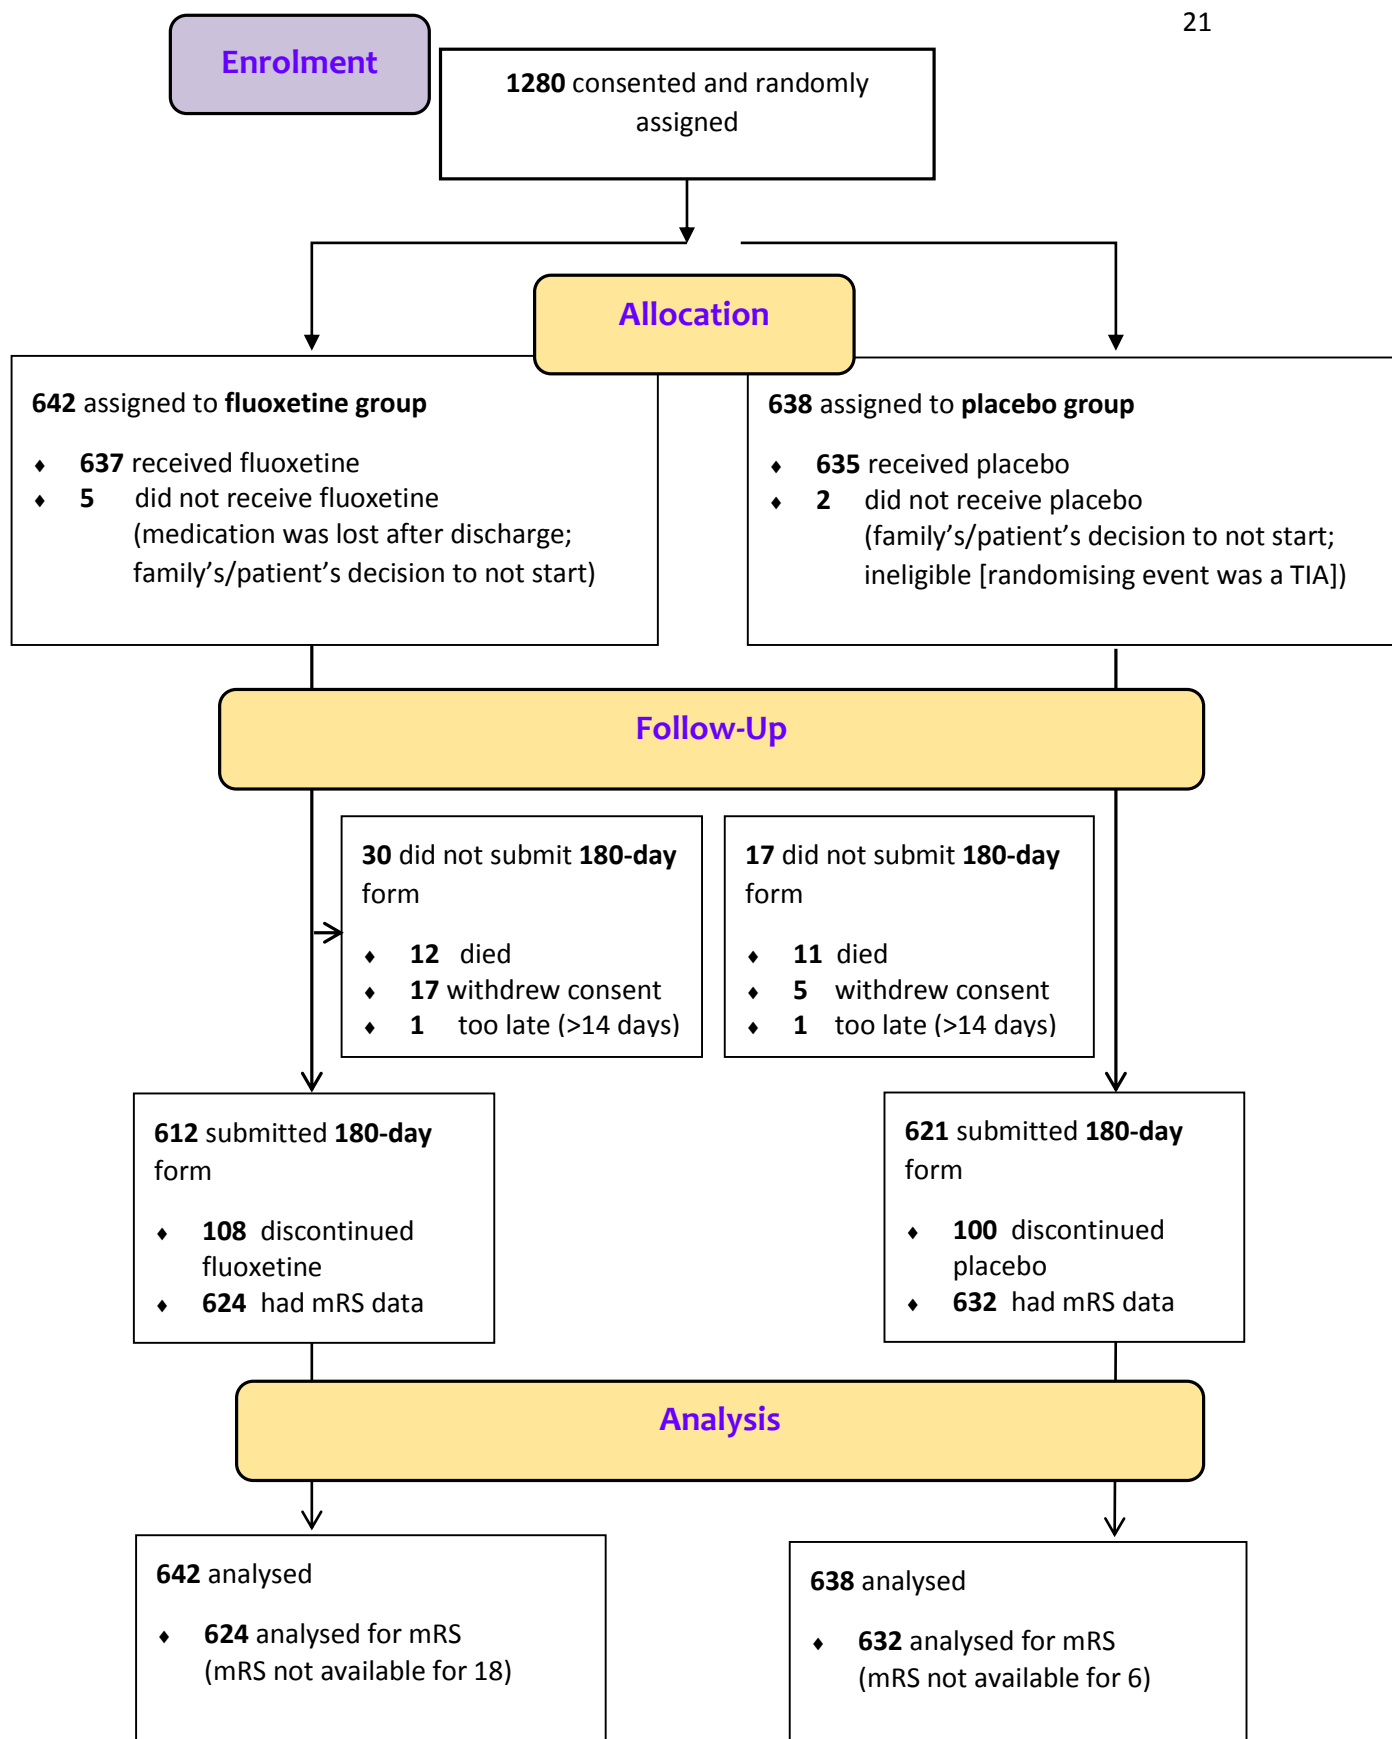 21
Enrolment
1280 consented and randomly
assigned
Allocation
642 assigned to fluoxetine group
♦ 637 received fluoxetine
♦ 5 did not receive fluoxetine
(medication was lost after discharge;
family’s/patient’s decision to not start)
638 assigned to placebo group
♦ 635 received placebo
♦ 2 did not receive placebo
(family’s/patient’s decision to not start;
ineligible [randomising event was a TIA])
Follow-Up
30 did not submit 180-day
form
♦ 12 died
♦ 17 withdrew consent
♦ 1 too late (>14 days)
17 did not submit 180-day
form
♦ 11 died
♦ 5 withdrew consent
♦ 1 too late (>14 days)
612 submitted 180-day
form
♦ 108 discontinued
fluoxetine
♦ 624 had mRS data
621 submitted 180-day
form
♦ 100 discontinued
placebo
♦ 632 had mRS data
Analysis
642 analysed
♦ 624 analysed for mRS
(mRS not available for 18)
638 analysed
♦ 632 analysed for mRS
(mRS not available for 6)